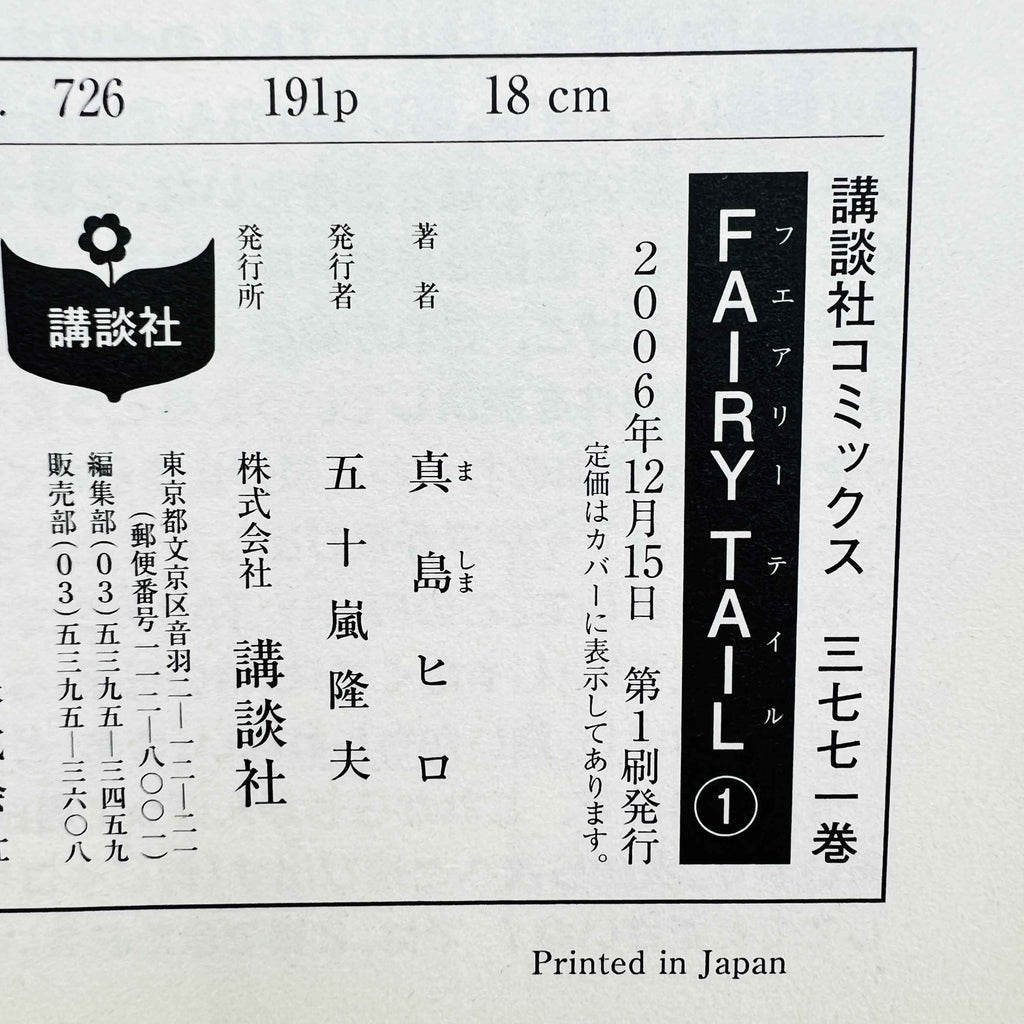 . 726 191p 18 cm
講談社コミックス 三七七一巻
FAIRY TAIL ①
フェアリーテイル
2006年12月15日 第1刷発行
定価はカバーに表示してあります。
著者 真島ヒロ
ま しま
発行者 五十嵐隆夫
発行所 株式会社 講談社
東京都文京区音羽二―一二―二一
(郵便番号一一二―八〇〇一)
編集部(03)五三九五―三四五九
販売部(03)五三九五―三六〇八
講談社
Printed in Japan